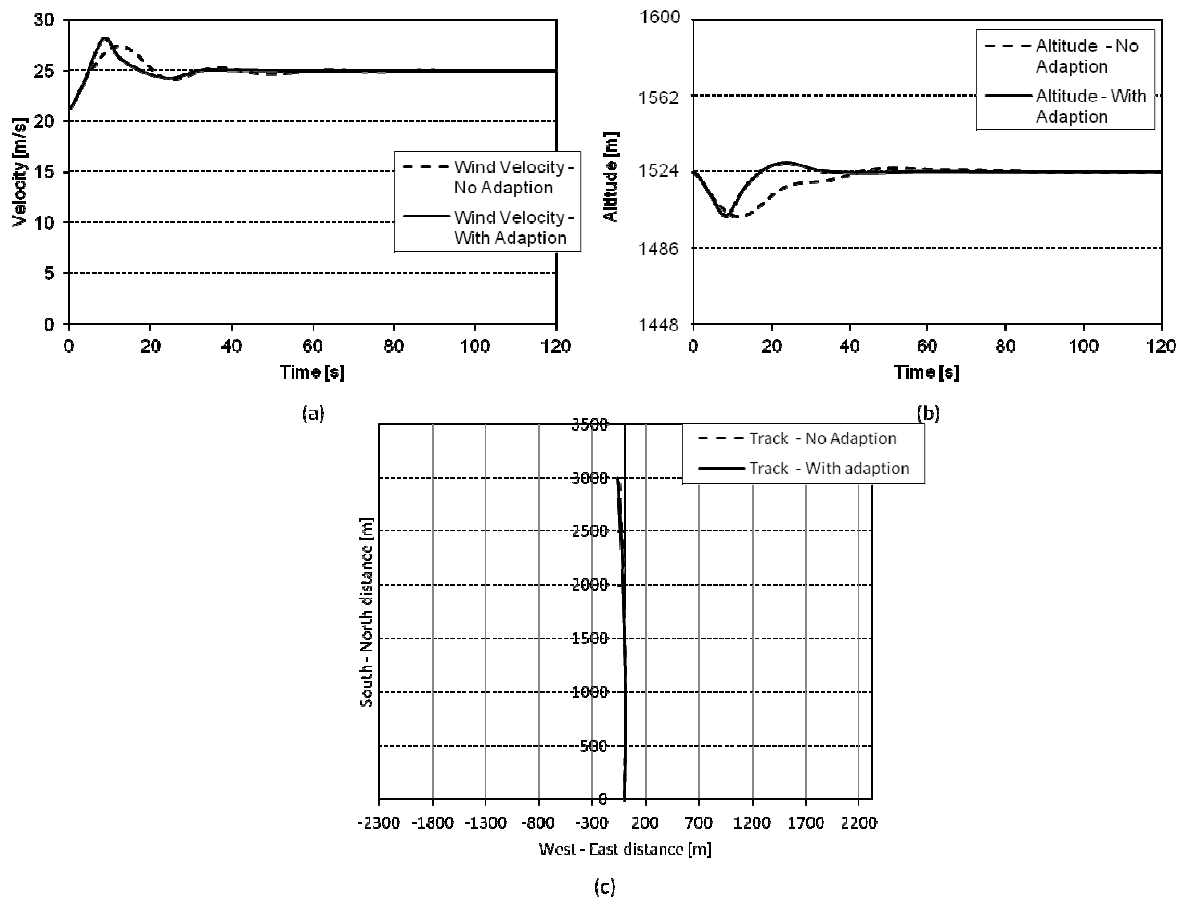 30
25
20
15
10
5
0
Velocity [m/s]
Wind Velocity -
No Adaption
Wind Velocity -
With Adaption
0 20 40 60 80 100 120
Time [s]
(a)
1600
1562
1524
1486
1448
Altitude [m]
Altitude - No
Adaption
Altitude - With
Adaption
0 20 40 60 80 100 120
Time [s]
(b)
3500
3000
2500
2000
1500
1000
500
0
South - North distance [m]
Track - No Adaption
Track - With adaption
-2300 -1800 -1300 -800 -300 200 700 1200 1700 2200
West - East distance [m]
(c)